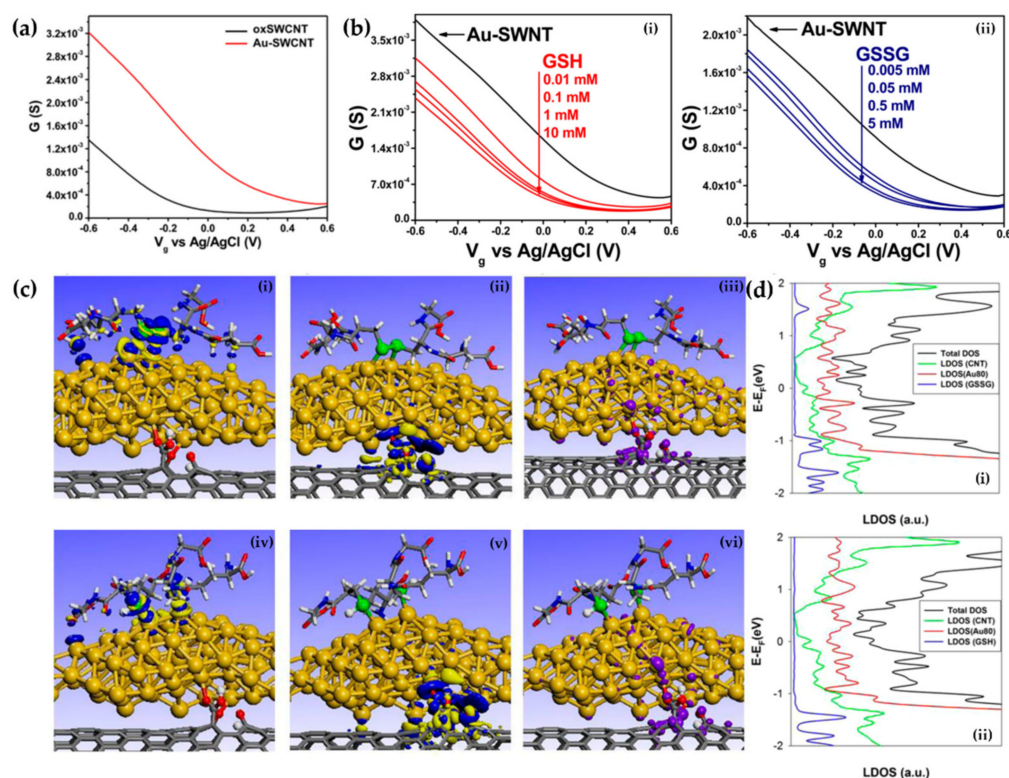 (a)
oxSWCNT
Au-SWCNT
3.2x10⁻³
2.8x10⁻³
2.4x10⁻³
2.0x10⁻³
1.6x10⁻³
1.2x10⁻³
8.0x10⁻⁴
4.0x10⁻⁴
0.0
G (S)
-0.6 -0.4 -0.2 0.0 0.2 0.4 0.6
V_g vs Ag/AgCl (V)
(b)
(i)
Au-SWNT
GSH
0.01 mM
0.1 mM
1 mM
10 mM
3.5x10⁻³
2.8x10⁻³
2.1x10⁻³
1.4x10⁻³
7.0x10⁻⁴
0.0
G (S)
-0.6 -0.4 -0.2 0.0 0.2 0.4 0.6
V_g vs Ag/AgCl (V)
(ii)
Au-SWNT
GSSG
0.005 mM
0.05 mM
0.5 mM
5 mM
2.0x10⁻³
1.6x10⁻³
1.2x10⁻³
8.0x10⁻⁴
4.0x10⁻⁴
0.0
G (S)
-0.6 -0.4 -0.2 0.0 0.2 0.4 0.6
V_g vs Ag/AgCl (V)
(c)
(i)
(ii)
(iii)
(iv)
(v)
(vi)
(d)
2
1
0
-1
-2
E-E_F(eV)
Total DOS
LDOS (CNT)
LDOS(Au80)
LDOS (GSSG)
(i)
LDOS (a.u.)
2
1
0
-1
-2
E-E_F(eV)
Total DOS
LDOS (CNT)
LDOS(Au80)
LDOS (GSH)
(ii)
LDOS (a.u.)